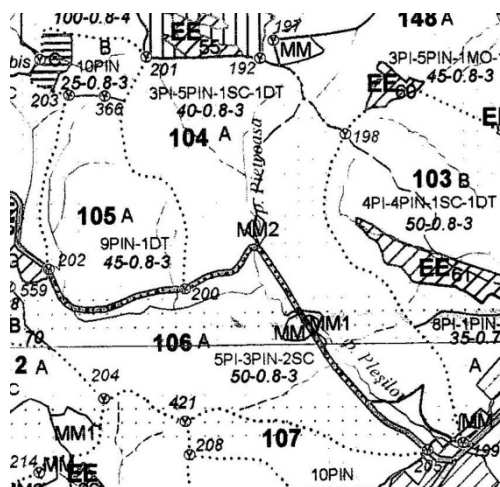 100-0.8-4
EE
55
197
MM
148 A
B
10PIN
25-0.8-3
201
192
3PI-5PIN-1MO-1
45-0.8-3
EE
60
203
366
3PI-5PIN-1SC-1DT
40-0.8-3
104 A
198
103 B
4PI-4PIN-1SC-1DT
50-0.8-3
105 A
9PIN-1DT
45-0.8-3
MM2
202
200
EE
61
559
B
70
106 A
MM
MM1
8PI-1PIN-
35-0.7
2 A
5PI-3PIN-2SC
50-0.8-3
p. Pleşilor
A
204
421
MM1
208
107
MM
199
205
214
MM
EE
10PIN